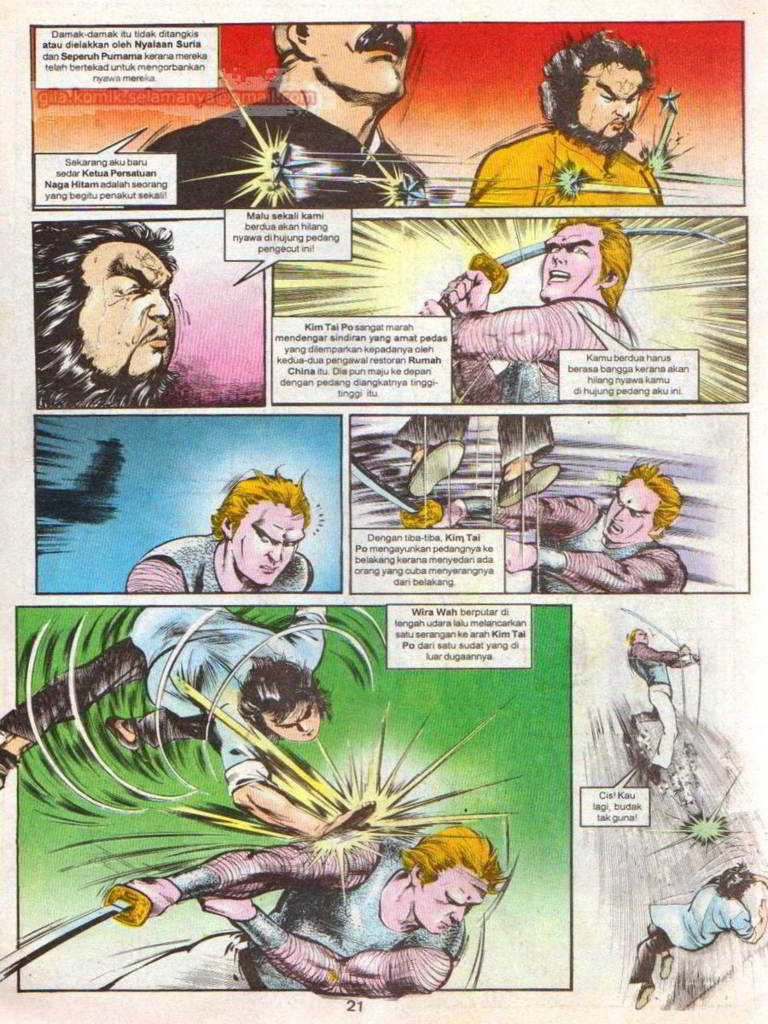 Damak-damak itu tidak ditangkis
atau dielakkan oleh Nyalaan Suria
dan Sepuruh Purnama kerana mereka
telah bertekad untuk mengorbankan
nyawa mereka.
gila.komik.selamanya@gmail.com
Sekarang aku baru
sedar Ketua Persatuan
Naga Hitam adalah seorang
yang begitu penakut sekali!
Malu sekali kami
berdua akan hilang
nyawa di hujung pedang
pengecut ini!
Kim Tai Po sangat marah
mendengar sindiran yang amat pedas
yang dilemparkan kepadanya oleh
kedua-dua pengawal restoran Rumah
China itu. Dia pun maju ke depan
dengan pedang diangkatnya tinggi-
tinggi itu.
Kamu berdua harus
berasa bangga kerana akan
hilang nyawa kamu
di hujung pedang aku ini.
Dengan tiba-tiba, Kim Tai
Po mengayunkan pedangnya ke
belakang kerana menyedari ada
orang yang cuba menyerangnya
dari belakang.
Wira Wah berputar di
tengah udara lalu melancarkan
satu serangan ke arah Kim Tai
Po dari satu sudat yang di
luar dugaannya.
Cis! Kau
lagi, budak
tak guna!
21